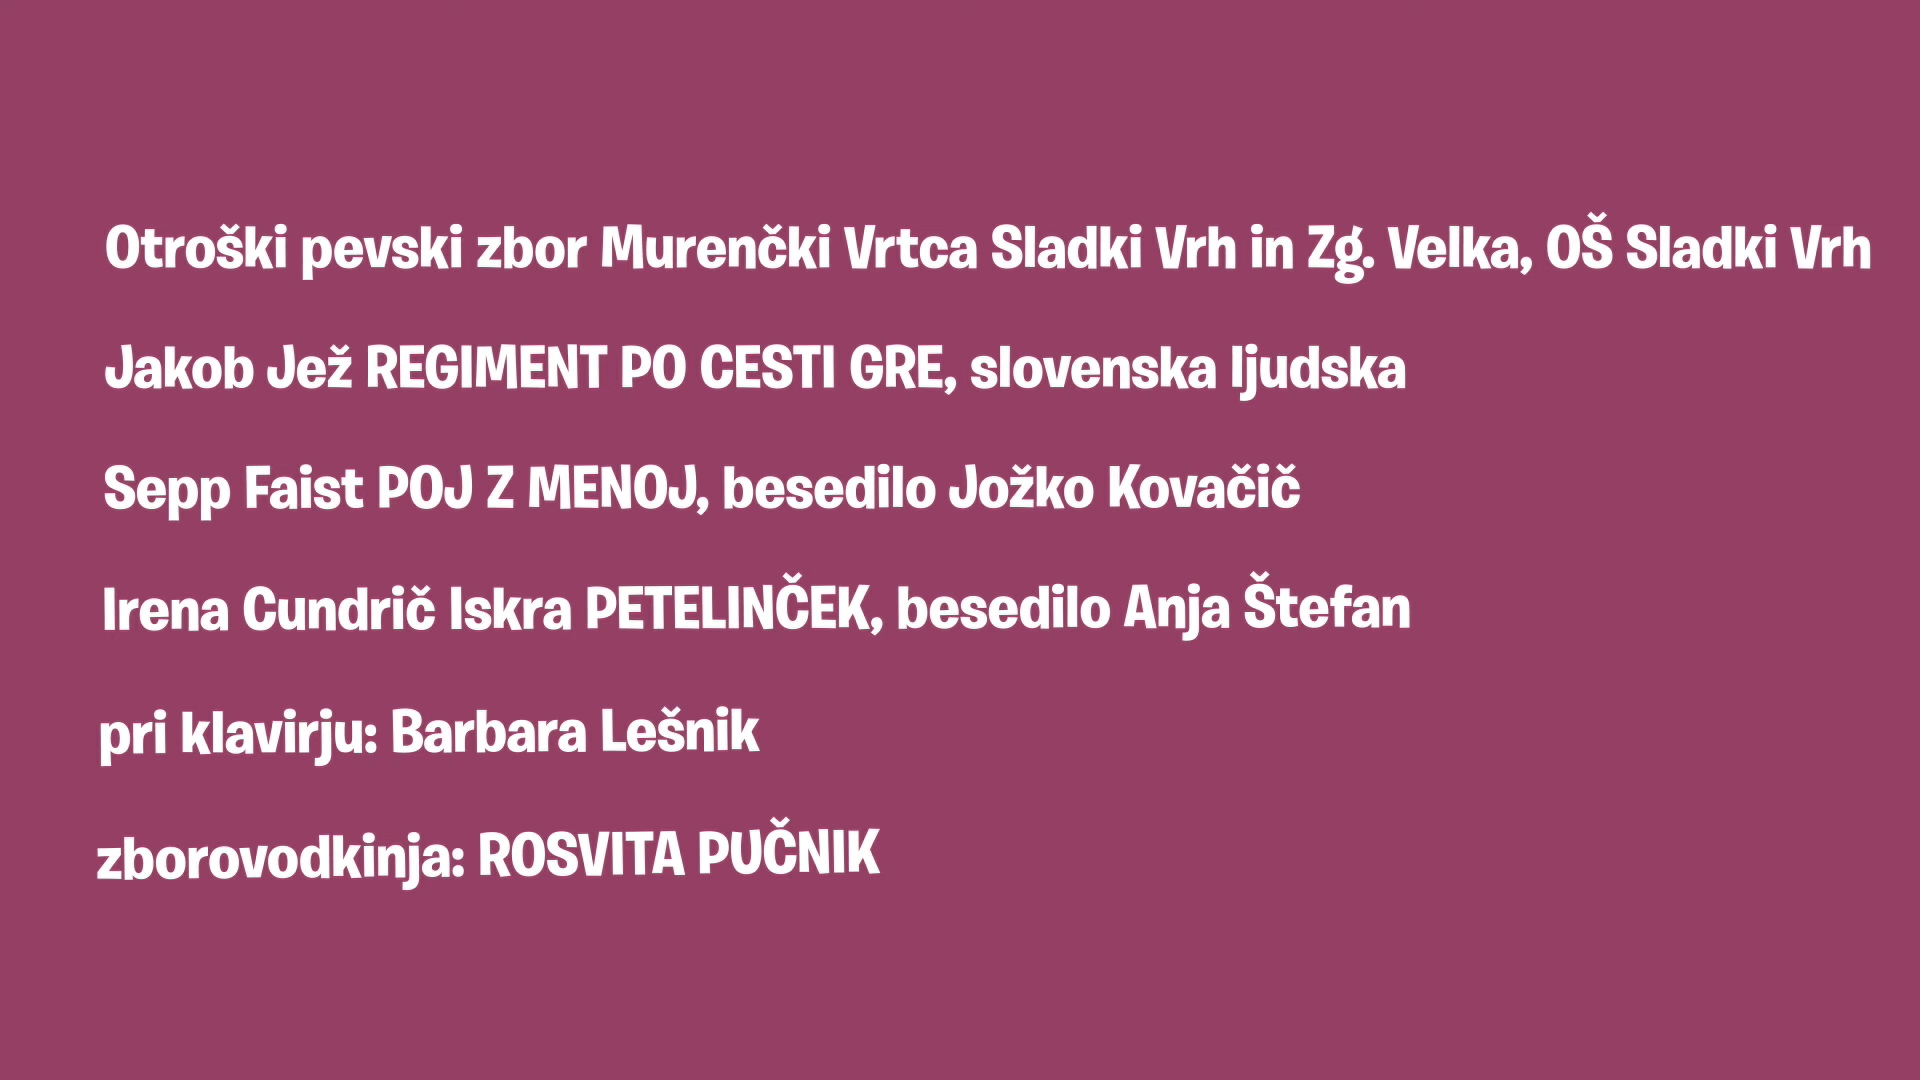 Otroški pevski zbor Murenčki Vrtca Sladki Vrh in Zg. Velka, OŠ Sladki Vrh
Jakob Jež REGIMENT PO CESTI GRE, slovenska ljudska
Sepp Faist POJ Z MENOJ, besedilo Jožko Kovačič
Irena Cundrič Iskra PETELINČEK, besedilo Anja Štefan
pri klavirju: Barbara Lešnik
zborovodkinja: ROSVITA PUČNIK